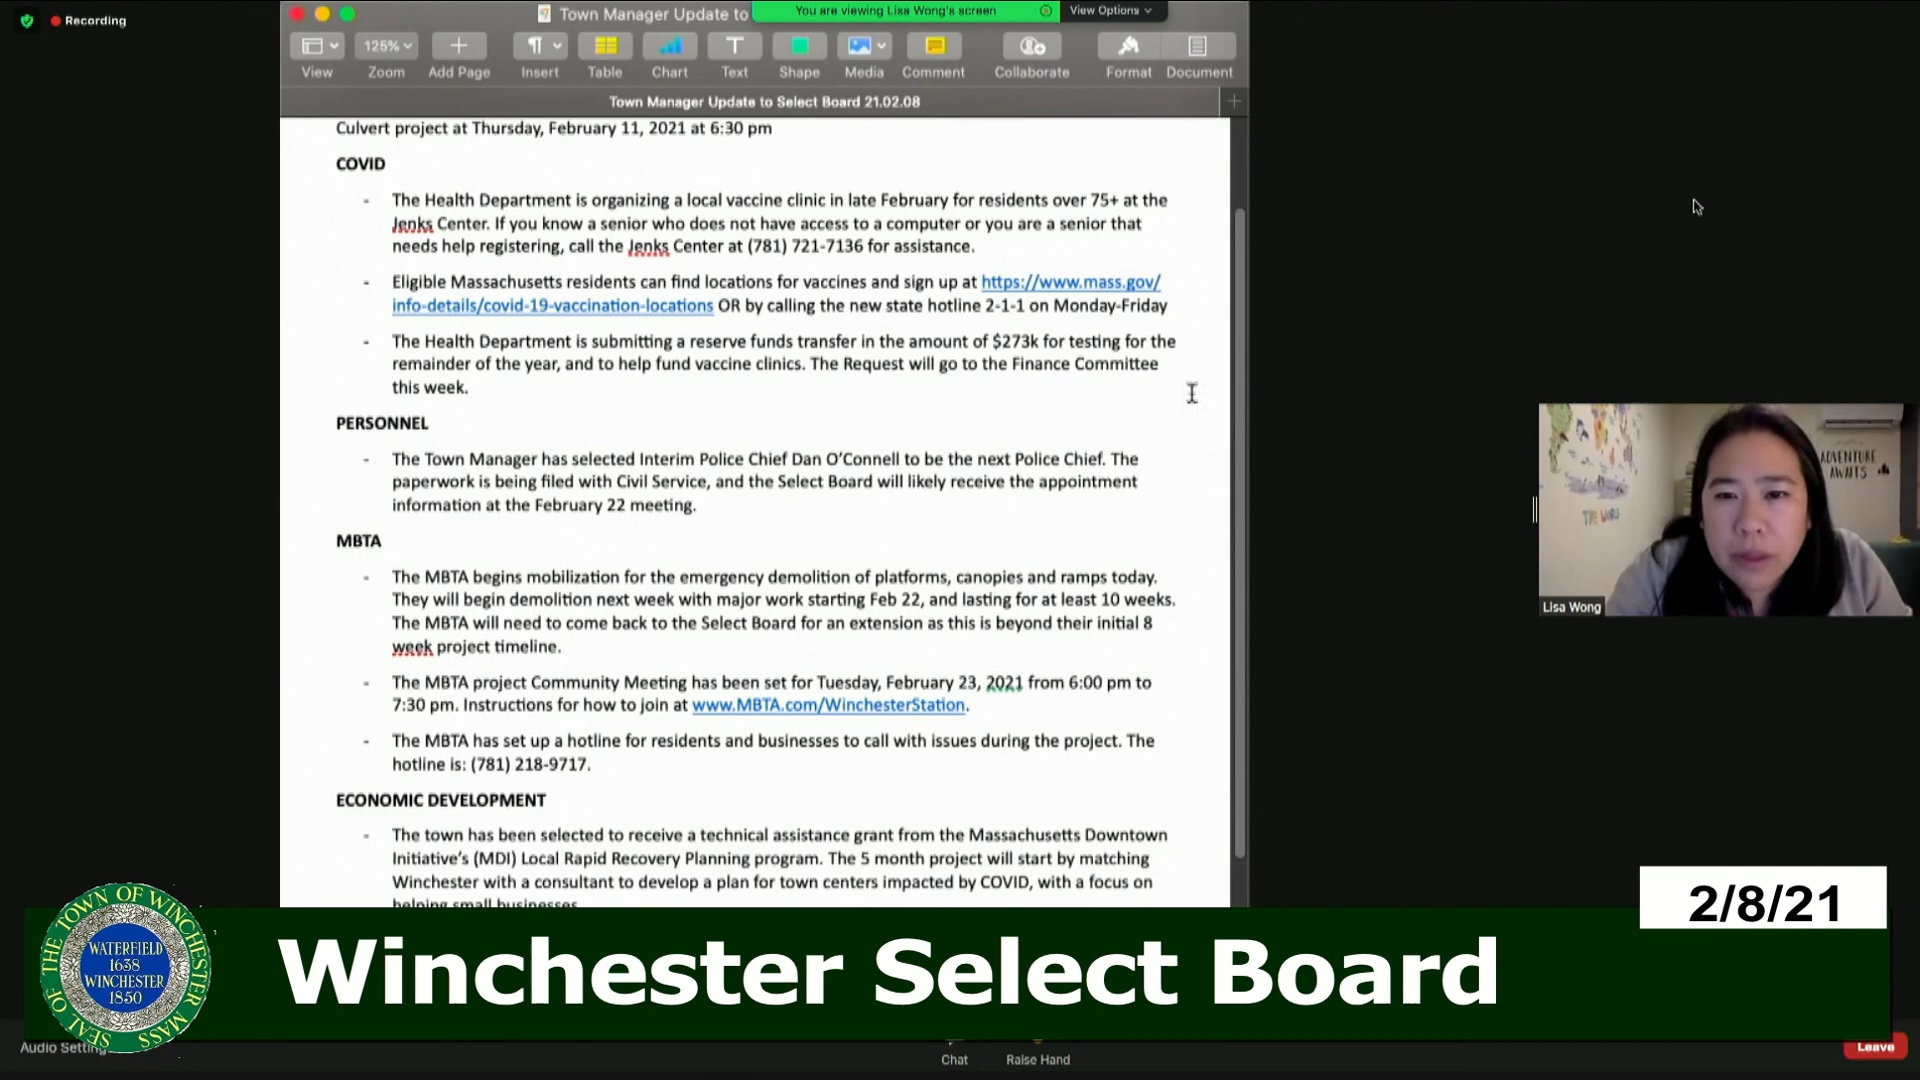 Recording
Town Manager Update to
You are viewing Lisa Wong's screen
View Options
125%
View
Zoom
Add Page
Insert
Table
Chart
Text
Shape
Media
Comment
Collaborate
Format
Document
Town Manager Update to Select Board 21.02.08
Culvert project at Thursday, February 11, 2021 at 6:30 pm
COVID
- The Health Department is organizing a local vaccine clinic in late February for residents over 75+ at the
Jenks Center. If you know a senior who does not have access to a computer or you are a senior that
needs help registering, call the Jenks Center at (781) 721-7136 for assistance.
- Eligible Massachusetts residents can find locations for vaccines and sign up at https://www.mass.gov/
info-details/covid-19-vaccination-locations OR by calling the new state hotline 2-1-1 on Monday-Friday
- The Health Department is submitting a reserve funds transfer in the amount of $273k for testing for the
remainder of the year, and to help fund vaccine clinics. The Request will go to the Finance Committee
this week.
PERSONNEL
- The Town Manager has selected Interim Police Chief Dan O'Connell to be the next Police Chief. The
paperwork is being filed with Civil Service, and the Select Board will likely receive the appointment
information at the February 22 meeting.
MBTA
- The MBTA begins mobilization for the emergency demolition of platforms, canopies and ramps today.
They will begin demolition next week with major work starting Feb 22, and lasting for at least 10 weeks.
The MBTA will need to come back to the Select Board for an extension as this is beyond their initial 8
week project timeline.
- The MBTA project Community Meeting has been set for Tuesday, February 23, 2021 from 6:00 pm to
7:30 pm. Instructions for how to join at www.MBTA.com/WinchesterStation.
- The MBTA has set up a hotline for residents and businesses to call with issues during the project. The
hotline is: (781) 218-9717.
ECONOMIC DEVELOPMENT
- The town has been selected to receive a technical assistance grant from the Massachusetts Downtown
Initiative's (MDI) Local Rapid Recovery Planning program. The 5 month project will start by matching
Winchester with a consultant to develop a plan for town centers impacted by COVID, with a focus on
helping small businesses
ADVENTURE
AWAITS
THE WORLD
Lisa Wong
2/8/21
THE TOWN OF WINCHESTER MASS
SEAL OF
WATERFIELD
1638
WINCHESTER
1850
Winchester Select Board
Audio Setting
Chat
Raise Hand
Leave